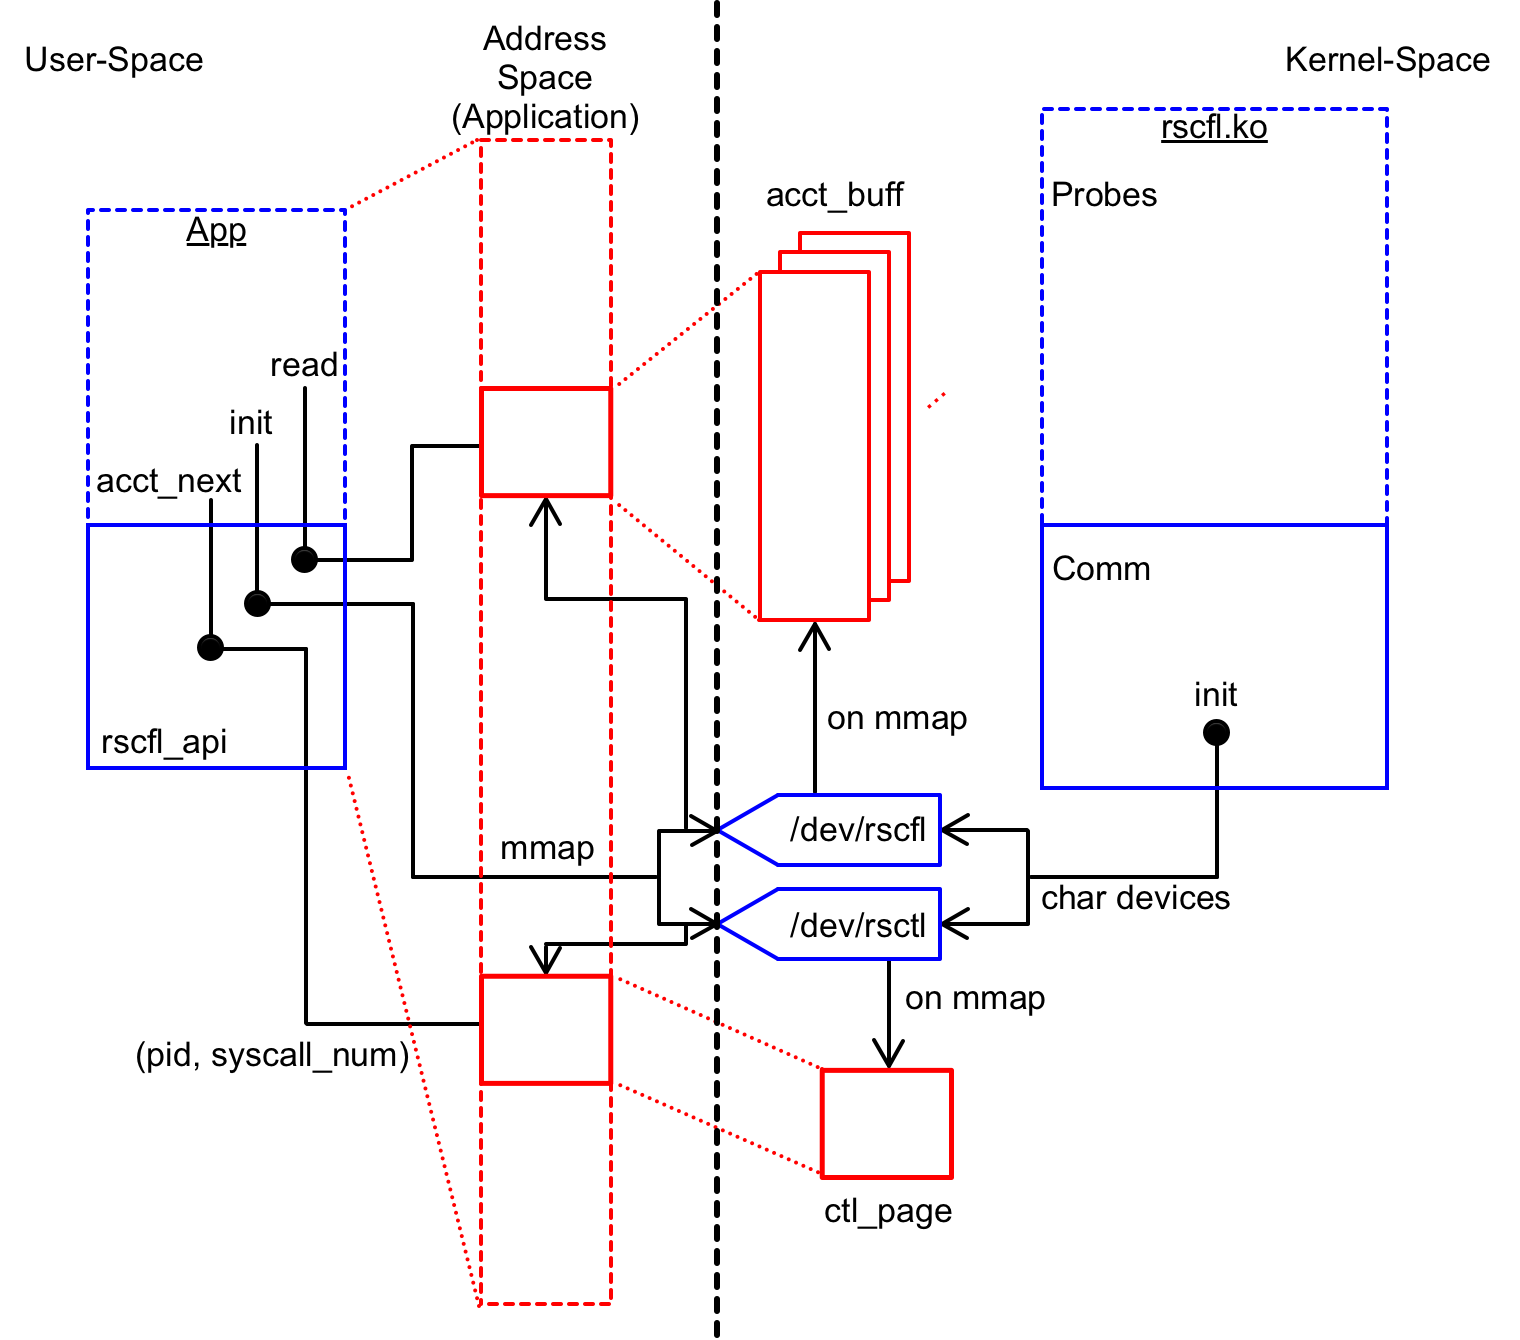 User-Space
Address
Space
(Application)
Kernel-Space
rscfl.ko
Probes
acct_buff
App
read
init
acct_next
Comm
init
on mmap
rscfl_api
/dev/rscfl
mmap
char devices
/dev/rsctl
on mmap
(pid, syscall_num)
ctl_page